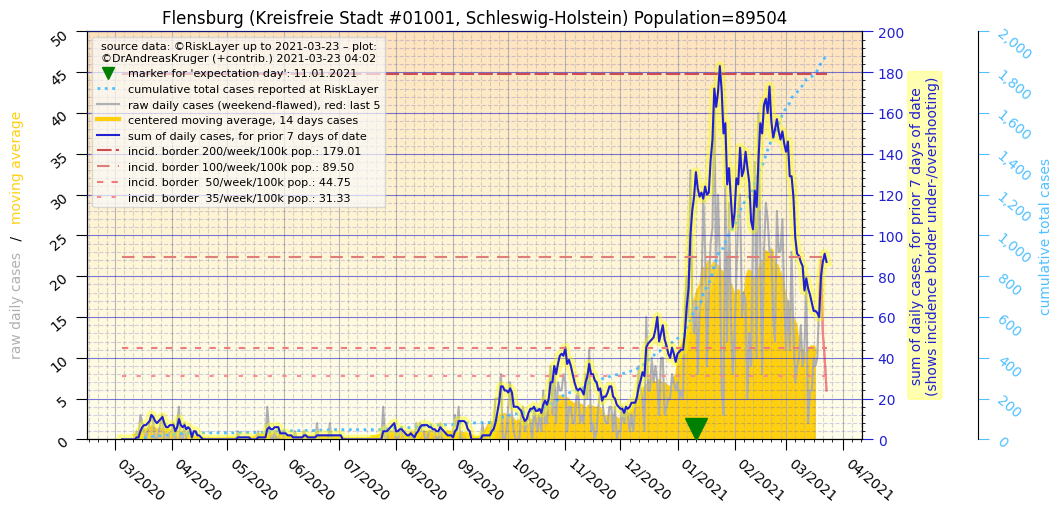 Flensburg (Kreisfreie Stadt #01001, Schleswig-Holstein) Population=89504
source data: ©RiskLayer up to 2021-03-23 – plot:
©DrAndreasKruger (+contrib.) 2021-03-23 04:02
marker for 'expectation day': 11.01.2021
cumulative total cases reported at RiskLayer
raw daily cases (weekend-flawed), red: last 5
centered moving average, 14 days cases
sum of daily cases, for prior 7 days of date
incid. border 200/week/100k pop.: 179.01
incid. border 100/week/100k pop.: 89.50
incid. border  50/week/100k pop.: 44.75
incid. border  35/week/100k pop.: 31.33
raw daily cases  /  moving average
50
45
40
35
30
25
20
15
10
5
0
03/2020
04/2020
05/2020
06/2020
07/2020
08/2020
09/2020
10/2020
11/2020
12/2020
01/2021
02/2021
03/2021
04/2021
200
180
160
140
120
100
80
60
40
20
0
sum of daily cases, for prior 7 days of date
(shows incidence border under-/overshooting)
2,000
1,800
1,600
1,400
1,200
1,000
800
600
400
200
0
cumulative total cases